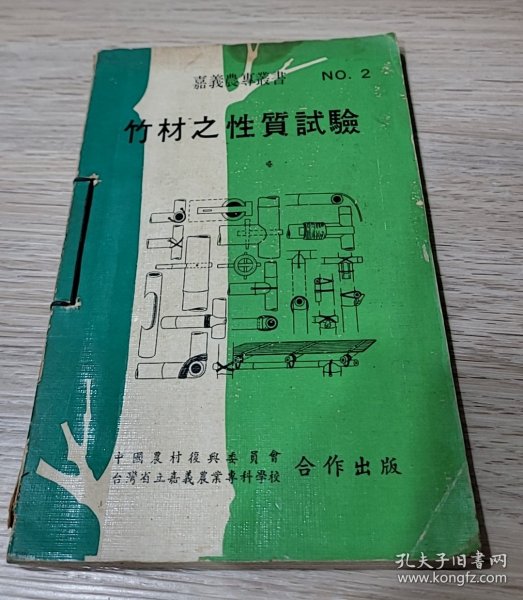 嘉義農專叢書 NO. 2
竹材之性質試驗
中國農村復興委員會
台灣省立嘉義農業專科學校
合作出版
孔夫子旧书网
www.kongfz.com